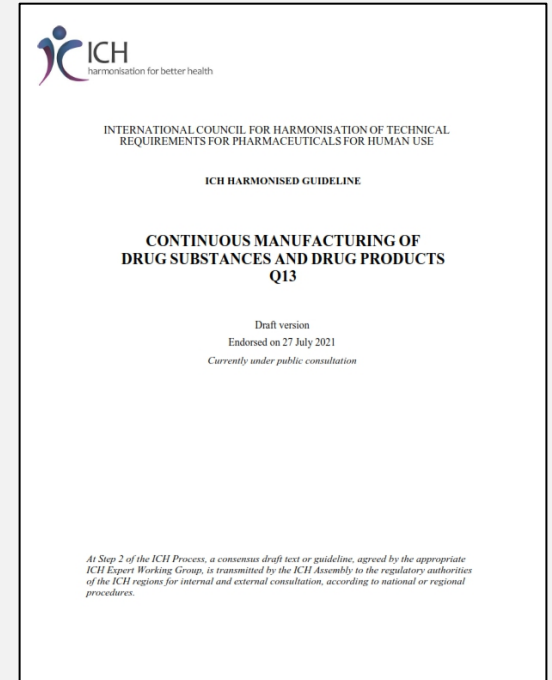 ICH
harmonisation for better health
INTERNATIONAL COUNCIL FOR HARMONISATION OF TECHNICAL
REQUIREMENTS FOR PHARMACEUTICALS FOR HUMAN USE
ICH HARMONISED GUIDELINE
CONTINUOUS MANUFACTURING OF
DRUG SUBSTANCES AND DRUG PRODUCTS
Q13
Draft version
Endorsed on 27 July 2021
Currently under public consultation
At Step 2 of the ICH Process, a consensus draft text or guideline, agreed by the appropriate
ICH Expert Working Group, is transmitted by the ICH Assembly to the regulatory authorities
of the ICH regions for internal and external consultation, according to national or regional
procedures.